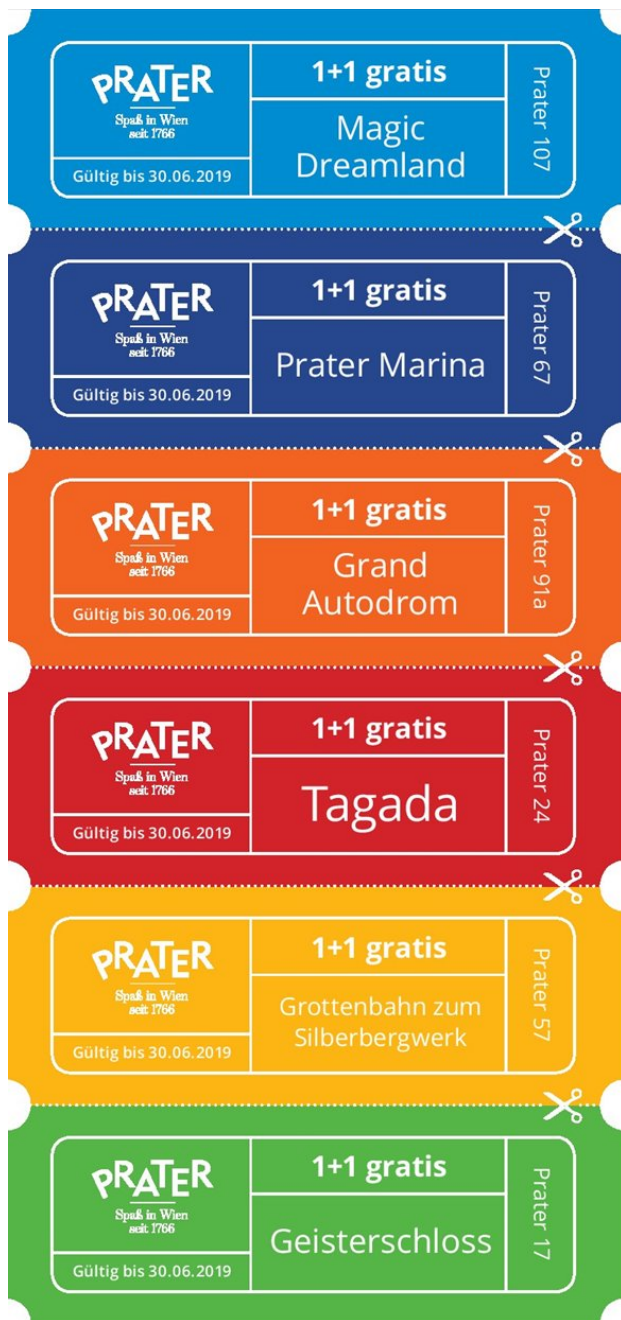 PRATER
Spaß in Wien
seit 1766
Gültig bis 30.06.2019
1+1 gratis
Magic
Dreamland
Prater 107
PRATER
Spaß in Wien
seit 1766
Gültig bis 30.06.2019
1+1 gratis
Prater Marina
Prater 67
PRATER
Spaß in Wien
seit 1766
Gültig bis 30.06.2019
1+1 gratis
Grand
Autodrom
Prater 91a
PRATER
Spaß in Wien
seit 1766
Gültig bis 30.06.2019
1+1 gratis
Tagada
Prater 24
PRATER
Spaß in Wien
seit 1766
Gültig bis 30.06.2019
1+1 gratis
Grottenbahn zum
Silberbergwerk
Prater 57
PRATER
Spaß in Wien
seit 1766
Gültig bis 30.06.2019
1+1 gratis
Geisterschloss
Prater 17